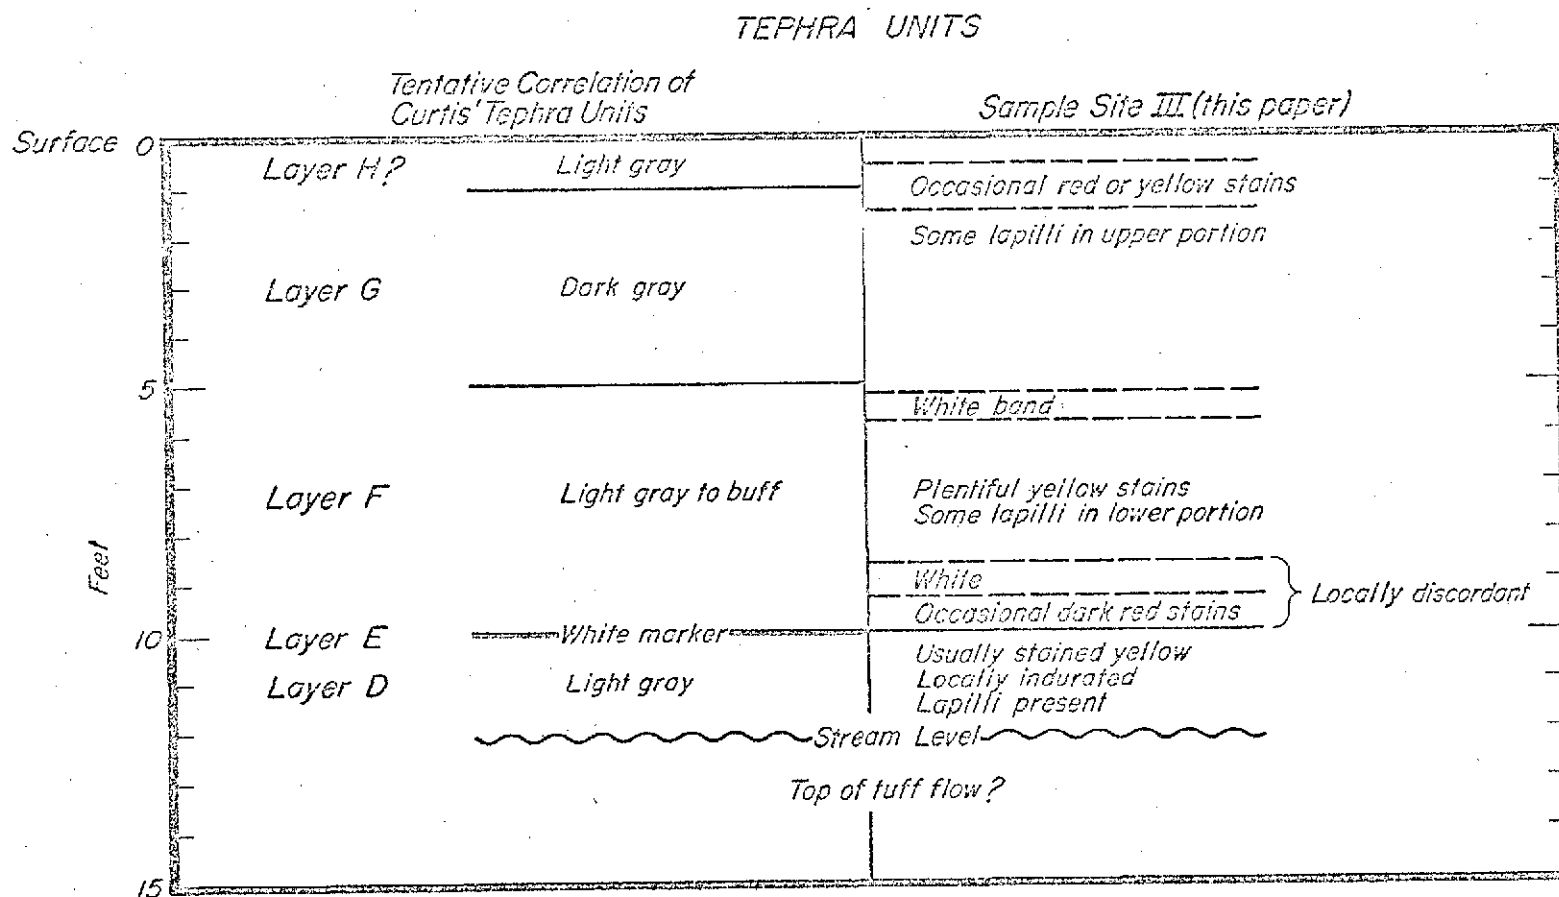 TEPHRA UNITS
Tentative Correlation of
Curtis' Tephra Units
Sample Site III (this paper)
Surface 0
Layer H?
Light gray
Occasional red or yellow stains
Some lapilli in upper portion
Layer G
Dark gray
5
White band
Layer F
Light gray to buff
Plentiful yellow stains
Some lapilli in lower portion
Feet
White
Occasional dark red stains
Locally discordant
10
Layer E
White marker
Usually stained yellow
Locally indurated
Lapilli present
Layer D
Light gray
Stream Level
Top of tuff flow?
15